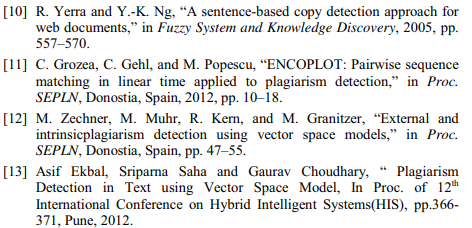 [10] R. Yerra and Y.-K. Ng, “A sentence-based copy detection approach for
web documents,” in Fuzzy System and Knowledge Discovery, 2005, pp.
557–570.
[11] C. Grozea, C. Gehl, and M. Popescu, “ENCOPLOT: Pairwise sequence
matching in linear time applied to plagiarism detection,” in Proc.
SEPLN, Donostia, Spain, 2012, pp. 10–18.
[12] M. Zechner, M. Muhr, R. Kern, and M. Granitzer, “External and
intrinsicplagiarism detection using vector space models,” in Proc.
SEPLN, Donostia, Spain, pp. 47–55.
[13] Asif Ekbal, Sriparna Saha and Gaurav Choudhary, “ Plagiarism
Detection in Text using Vector Space Model, In Proc. of 12th
International Conference on Hybrid Intelligent Systems(HIS), pp.366-
371, Pune, 2012.